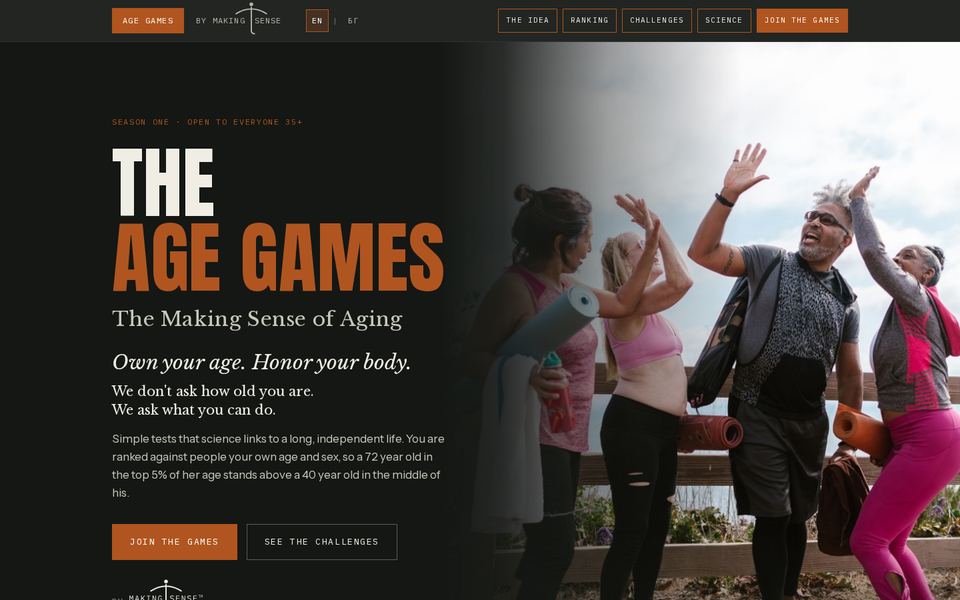 AGE GAMES
BY MAKING SENSE
EN | БГ
THE IDEA
RANKING
CHALLENGES
SCIENCE
JOIN THE GAMES
SEASON ONE · OPEN TO EVERYONE 35+
THE
AGE GAMES
The Making Sense of Aging
Own your age. Honor your body.
We don't ask how old you are.
We ask what you can do.
Simple tests that science links to a long, independent life. You are
ranked against people your own age and sex, so a 72 year old in
the top 5% of her age stands above a 40 year old in the middle of
his.
JOIN THE GAMES
SEE THE CHALLENGES
BY MAKING SENSE™